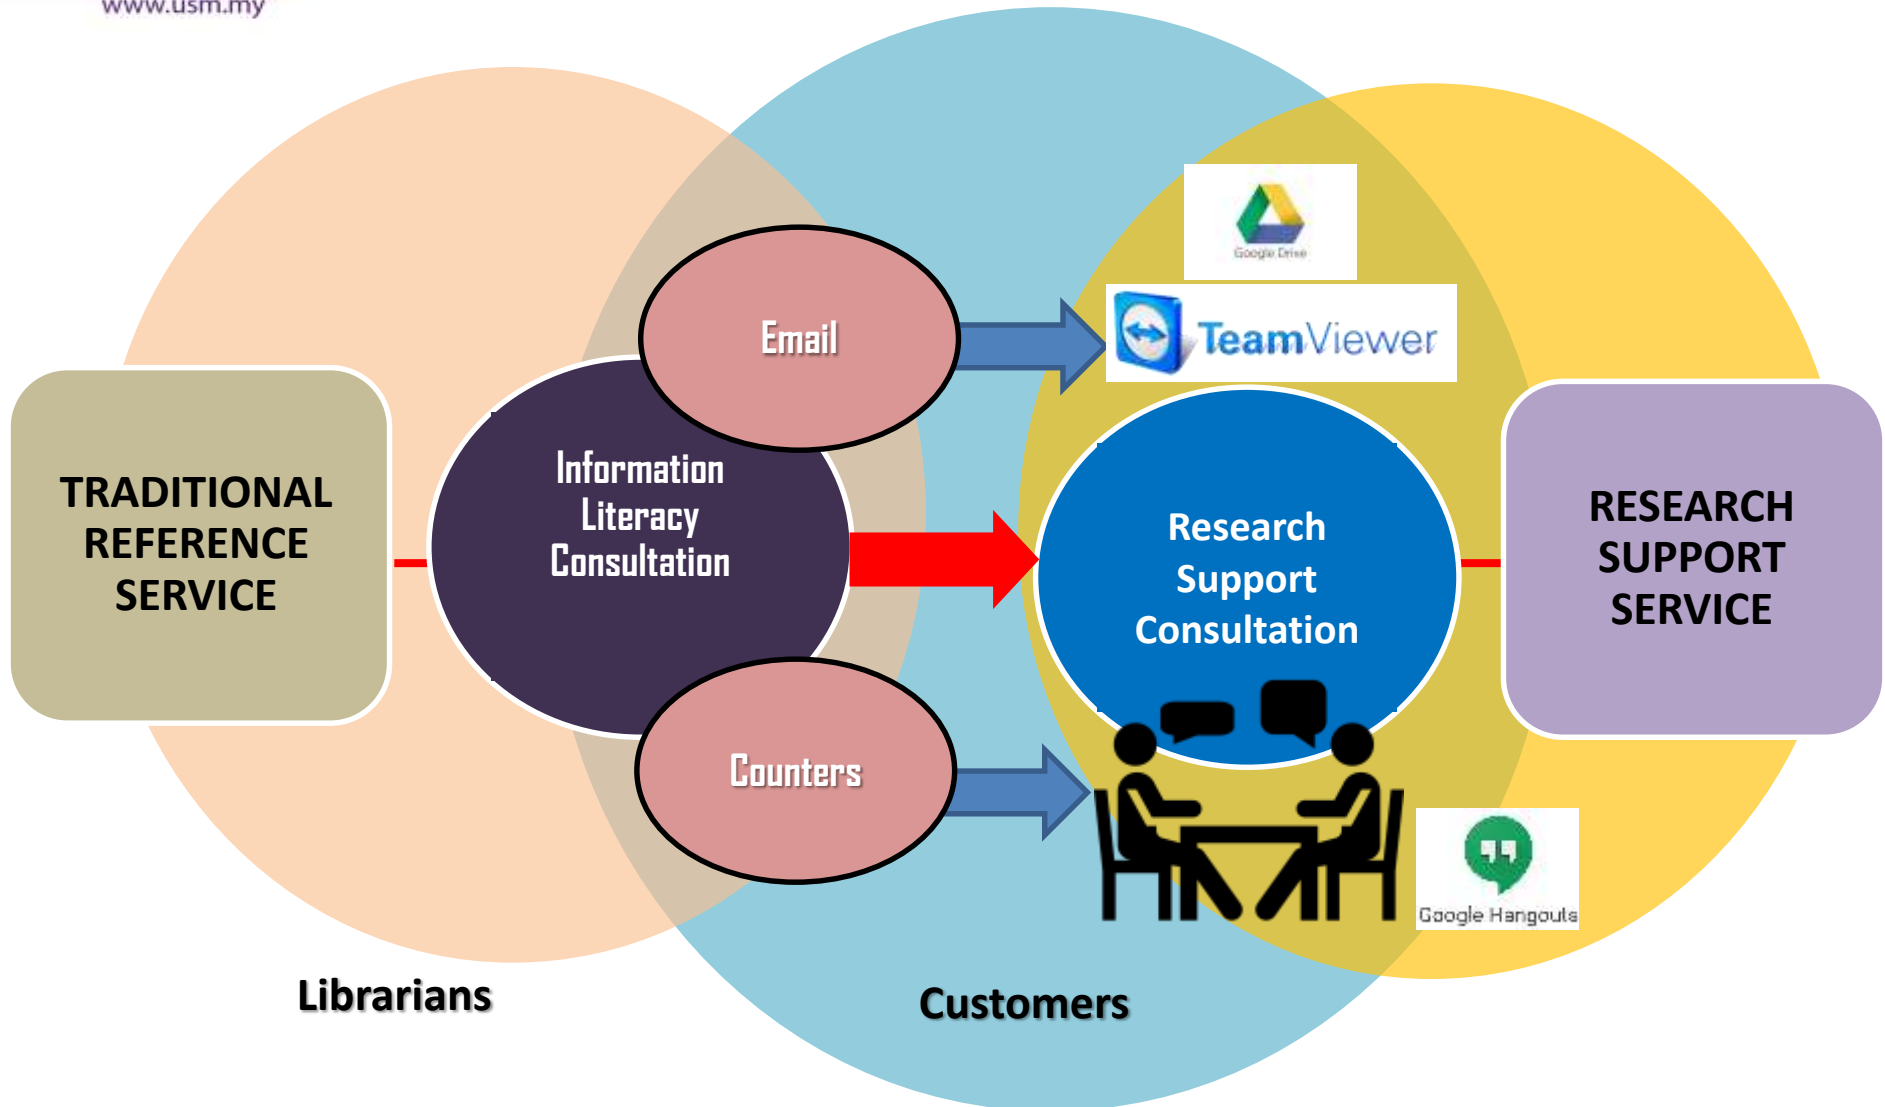 www.usm.my
Google Drive
TeamViewer
Email
TRADITIONAL
REFERENCE
SERVICE
Information
Literacy
Consultation
Research
Support
Consultation
RESEARCH
SUPPORT
SERVICE
Counters
Google Hangouts
Librarians
Customers